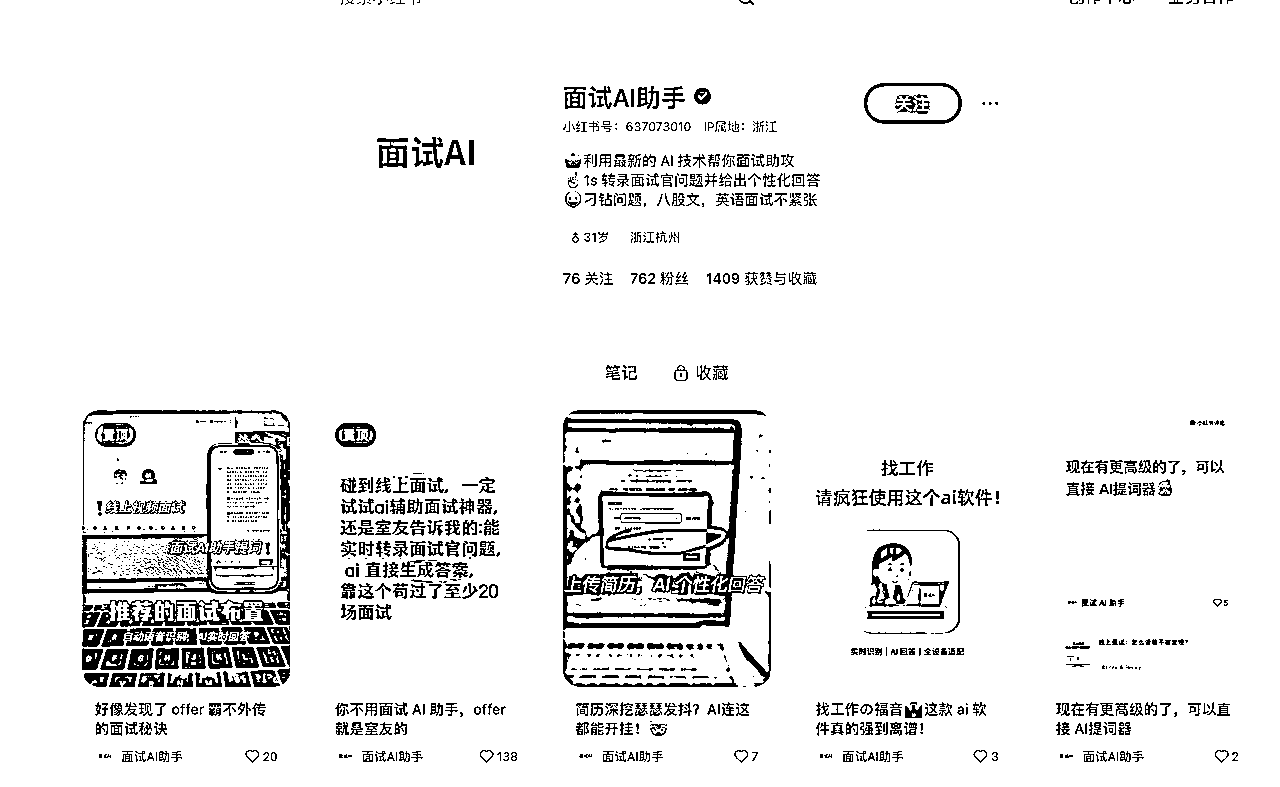 面试AI助手
关注
小红书号：637073010 IP属地：浙江
面试AI
利用最新的 AI 技术帮你面试助攻
1s 转录面试官问题并给出个性化回答
刁钻问题，八股文，英语面试不紧张
31岁 浙江杭州
76 关注 762 粉丝 1409 获赞与收藏
笔记 收藏
置顶
！线上视频面试
面试AI助手提词！
推荐的面试布置
自动语音识别，AI实时回答
好像发现了 offer 霸不外传
的面试秘诀
面试AI助手 20
置顶
碰到线上面试，一定
试试ai辅助面试神器，
还是室友告诉我的:能
实时转录面试官问题，
ai 直接生成答案，
靠这个苟过了至少20
场面试
你不用面试 AI 助手，offer
就是室友的
面试AI助手 138
上传简历，AI个性化回答
简历深挖瑟瑟发抖？AI连这
都能开挂！
面试AI助手 7
找工作
请疯狂使用这个ai软件！
实时识别 | AI 回答 | 全设备适配
找工作の福音这款 ai 软
件真的强到离谱！
面试AI助手 3
现在有更高级的了，可以
直接 AI提词器
面试 AI 助手 5
现在有更高级的了，可以直
接 AI提词器
面试AI助手 2